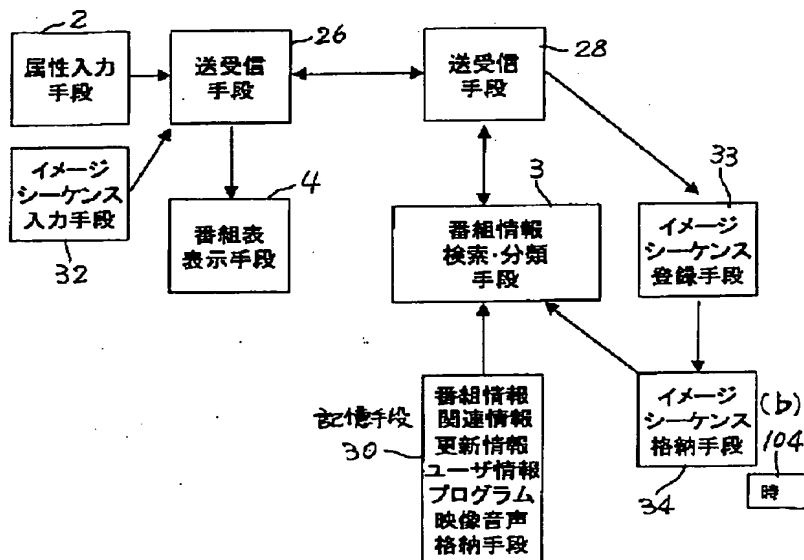 2
属性入力
手段
26
送受信
手段
28
送受信
手段
イメージ
シーケンス
入力手段
32
4
番組表
表示手段
3
番組情報
検索・分類
手段
33
イメージ
シーケンス
登録手段
記憶手段
30
番組情報
関連情報
更新情報
ユーザ情報
プログラム
映像音声
格納手段
イメージ
シーケンス
格納手段
34
(b)
104
時